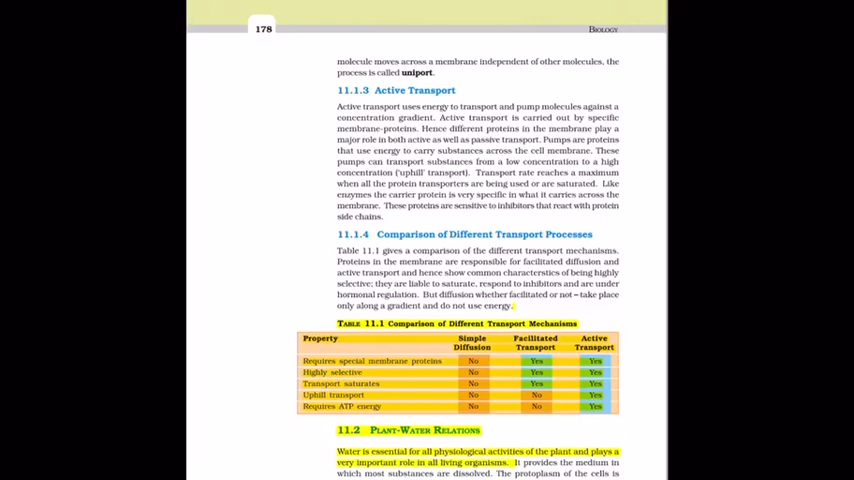 178
BIOLOGY
molecule moves across a membrane independent of other molecules, the
process is called uniport.
11.1.3 Active Transport
Active transport uses energy to transport and pump molecules against a
concentration gradient. Active transport is carried out by specific
membrane-proteins. Hence different proteins in the membrane play a
major role in both active as well as passive transport. Pumps are proteins
that use energy to carry substances across the cell membrane. These
pumps can transport substances from a low concentration to a high
concentration ('uphill' transport). Transport rate reaches a maximum
when all the protein transporters are being used or are saturated. Like
enzymes the carrier protein is very specific in what it carries across the
membrane. These proteins are sensitive to inhibitors that react with protein
side chains.
11.1.4 Comparison of Different Transport Processes
Table 11.1 gives a comparison of the different transport mechanisms.
Proteins in the membrane are responsible for facilitated diffusion and
active transport and hence show common characterstics of being highly
selective; they are liable to saturate, respond to inhibitors and are under
hormonal regulation. But diffusion whether facilitated or not – take place
only along a gradient and do not use energy.
TABLE 11.1 Comparison of Different Transport Mechanisms
Property Simple Facilitated Active
Diffusion Transport Transport
Requires special membrane proteins No Yes Yes
Highly selective No Yes Yes
Transport saturates No Yes Yes
Uphill transport No No Yes
Requires ATP energy No No Yes
11.2 PLANT-WATER RELATIONS
Water is essential for all physiological activities of the plant and plays a
very important role in all living organisms. It provides the medium in
which most substances are dissolved. The protoplasm of the cells is